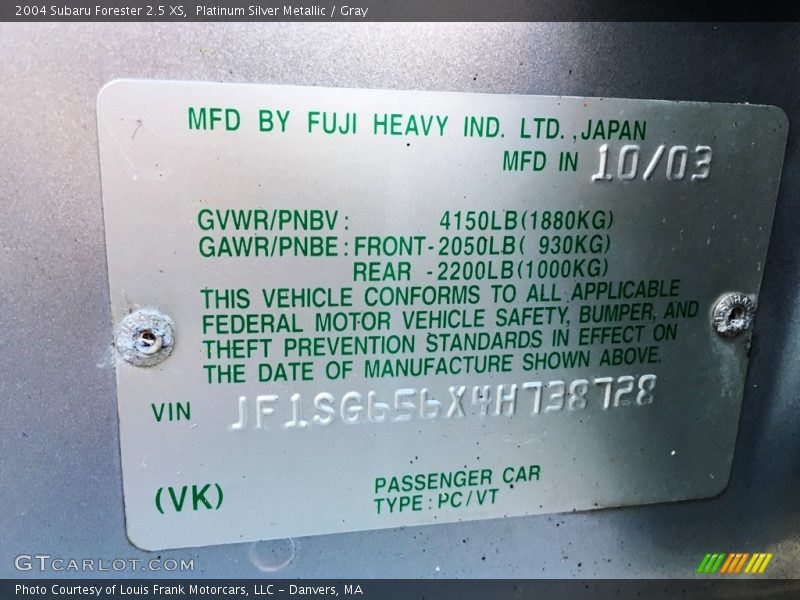 2004 Subaru Forester 2.5 XS,  Platinum Silver Metallic / Gray
MFD BY FUJI HEAVY IND. LTD.,JAPAN
MFD IN 10/03
GVWR/PNBV: 4150LB(1880KG)
GAWR/PNBE:FRONT-2050LB( 930KG)
REAR -2200LB(1000KG)
THIS VEHICLE CONFORMS TO ALL APPLICABLE
FEDERAL MOTOR VEHICLE SAFETY, BUMPER, AND
THEFT PREVENTION STANDARDS IN EFFECT ON
THE DATE OF MANUFACTURE SHOWN ABOVE.
VIN JF1SG656X4H738728
(VK)
PASSENGER CAR
TYPE:PC/VT
GTCARLOT.COM
Photo Courtesy of Louis Frank Motorcars, LLC - Danvers, MA